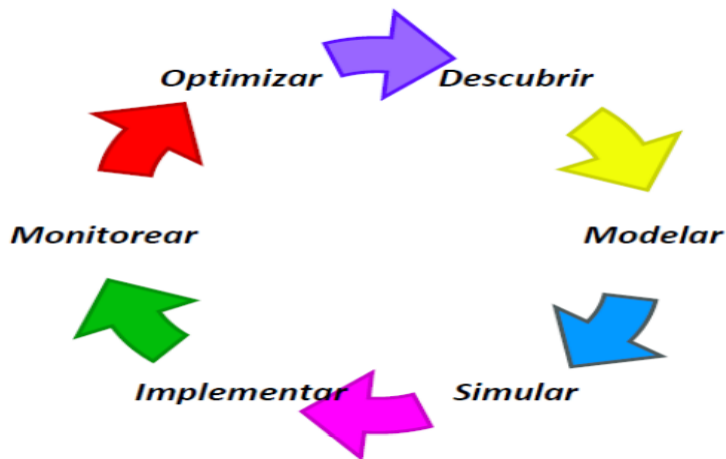 Optimizar
Descubrir
Monitorear
Modelar
Implementar
Simular